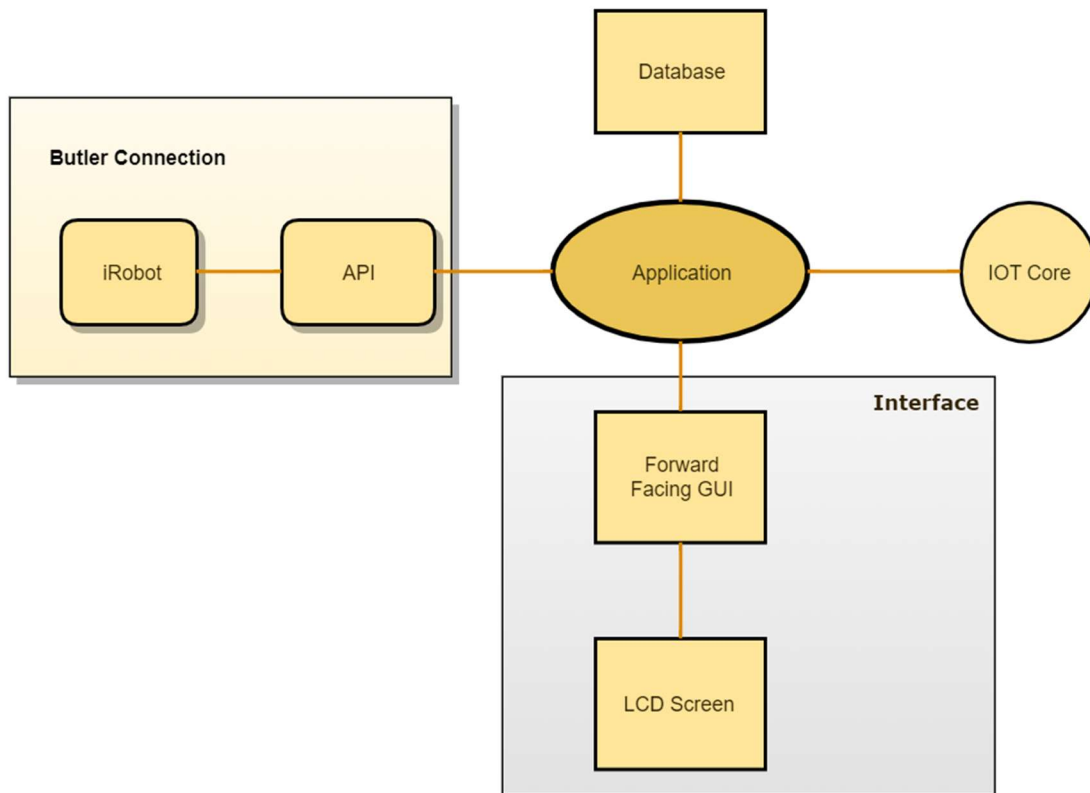 Database
Butler Connection
iRobot
API
Application
IOT Core
Interface
Forward
Facing GUI
LCD Screen